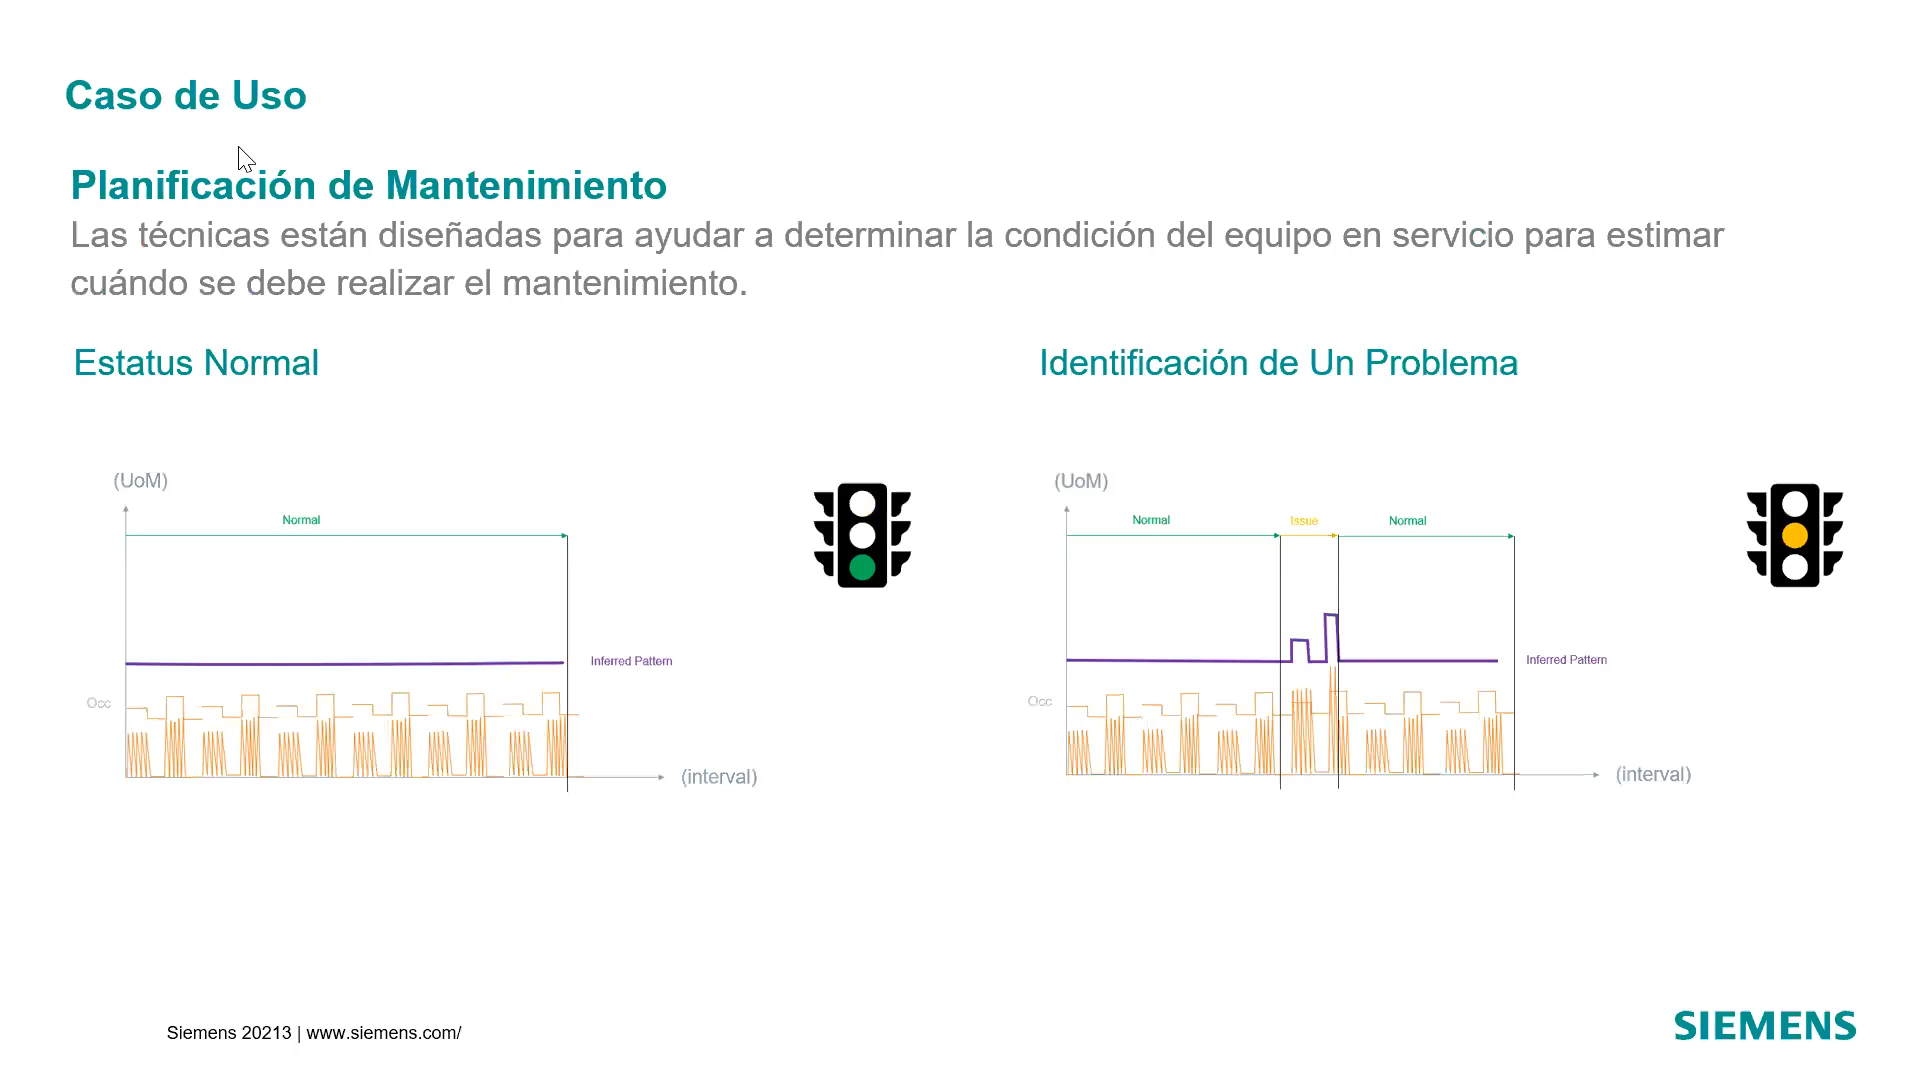 Caso de Uso
Planificación de Mantenimiento
Las técnicas están diseñadas para ayudar a determinar la condición del equipo en servicio para estimar
cuándo se debe realizar el mantenimiento.
Estatus Normal
(UoM)
Normal
Inferred Pattern
Occ
(interval)
Identificación de Un Problema
(UoM)
Normal
Issue
Normal
Inferred Pattern
Occ
(interval)
Siemens 20213 | www.siemens.com/
SIEMENS